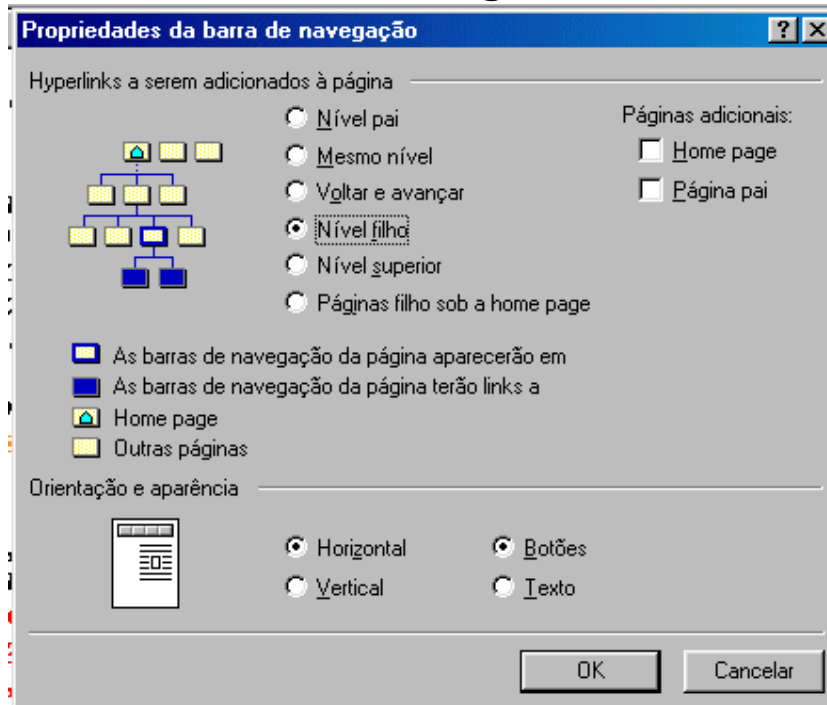 Propriedades da barra de navegação
Hyperlinks a serem adicionados à página
Nível pai
Mesmo nível
Voltar e avançar
Nível filho
Nível superior
Páginas filho sob a home page
Páginas adicionais:
Home page
Página pai
As barras de navegação da página aparecerão em
As barras de navegação da página terão links a
Home page
Outras páginas
Orientação e aparência
Horizontal
Vertical
Botões
Texto
OK
Cancelar